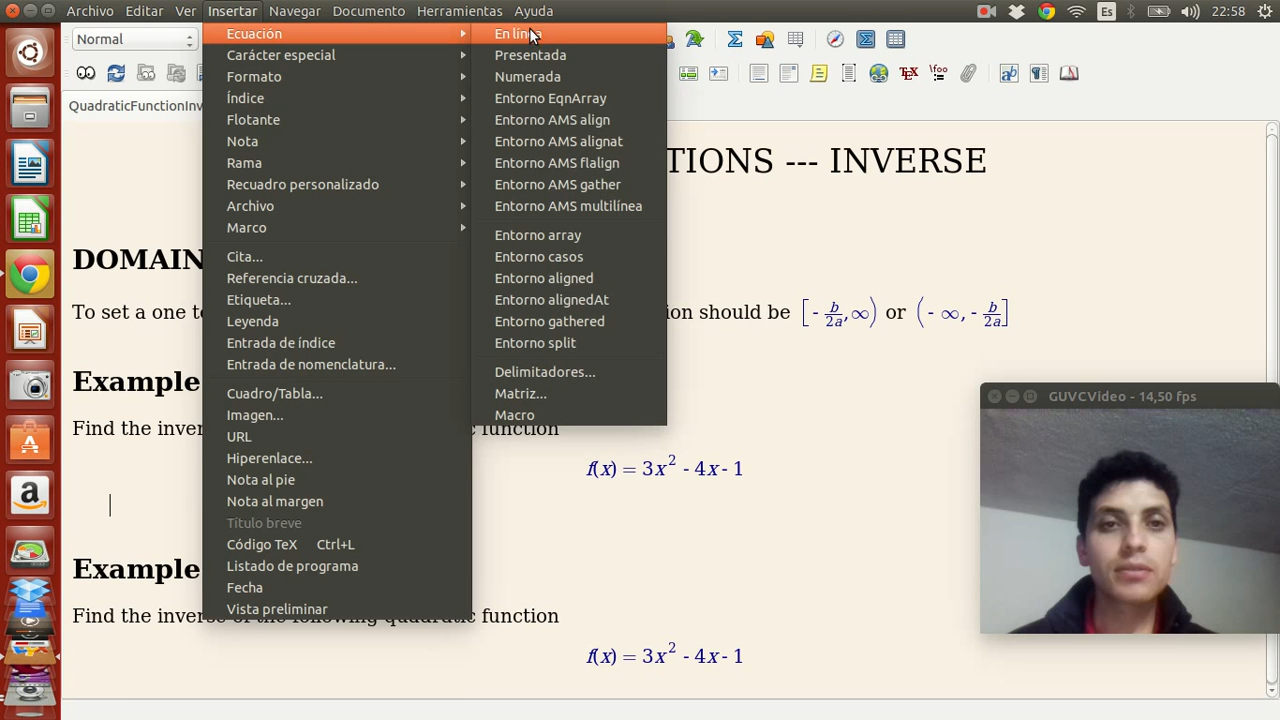 Archivo Editar Ver Insertar Navegar Documento Herramientas Ayuda Es 22:58
Normal
Ecuación
Carácter especial
Formato
Índice
Flotante
Nota
Rama
Recuadro personalizado
Archivo
Marco
Cita...
Referencia cruzada...
Etiqueta...
Leyenda
Entrada de índice
Entrada de nomenclatura...
Cuadro/Tabla...
Imagen...
URL
Hiperenlace...
Nota al pie
Nota al margen
Título breve
Código TeX Ctrl+L
Listado de programa
Fecha
Vista preliminar
En línea
Presentada
Numerada
Entorno EqnArray
Entorno AMS align
Entorno AMS alignat
Entorno AMS flalign
Entorno AMS gather
Entorno AMS multilínea
Entorno array
Entorno casos
Entorno aligned
Entorno alignedAt
Entorno gathered
Entorno split
Delimitadores...
Matriz...
Macro
TEX
QuadraticFunctionInv
TIONS --- INVERSE
DOMAIN
To set a one to ion should be [- b/2a, ∞) or (- ∞, - b/2a]
Example
Find the inver c function
f(x) = 3x² - 4x - 1
Example
Find the inverse of the following quadratic function
f(x) = 3x² - 4x - 1
GUVCVideo - 14,50 fps